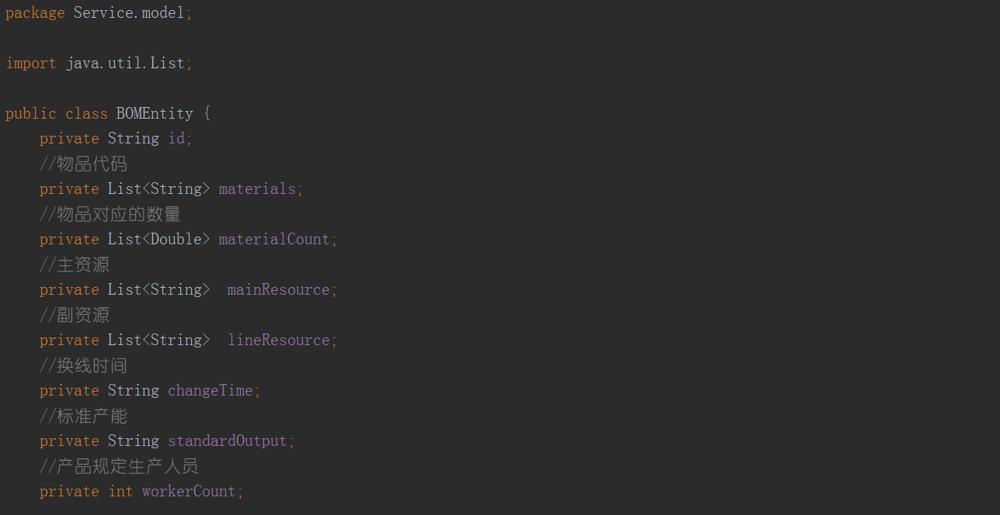 package Service.model;
import java.util.List;
public class BOMEntity {
private String id;
//物品代码
private List<String> materials;
//物品对应的数量
private List<Double> materialCount;
//主资源
private List<String>  mainResource;
//副资源
private List<String>  lineResource;
//换线时间
private String changeTime;
//标准产能
private String standardOutput;
//产品规定生产人员
private int workerCount;